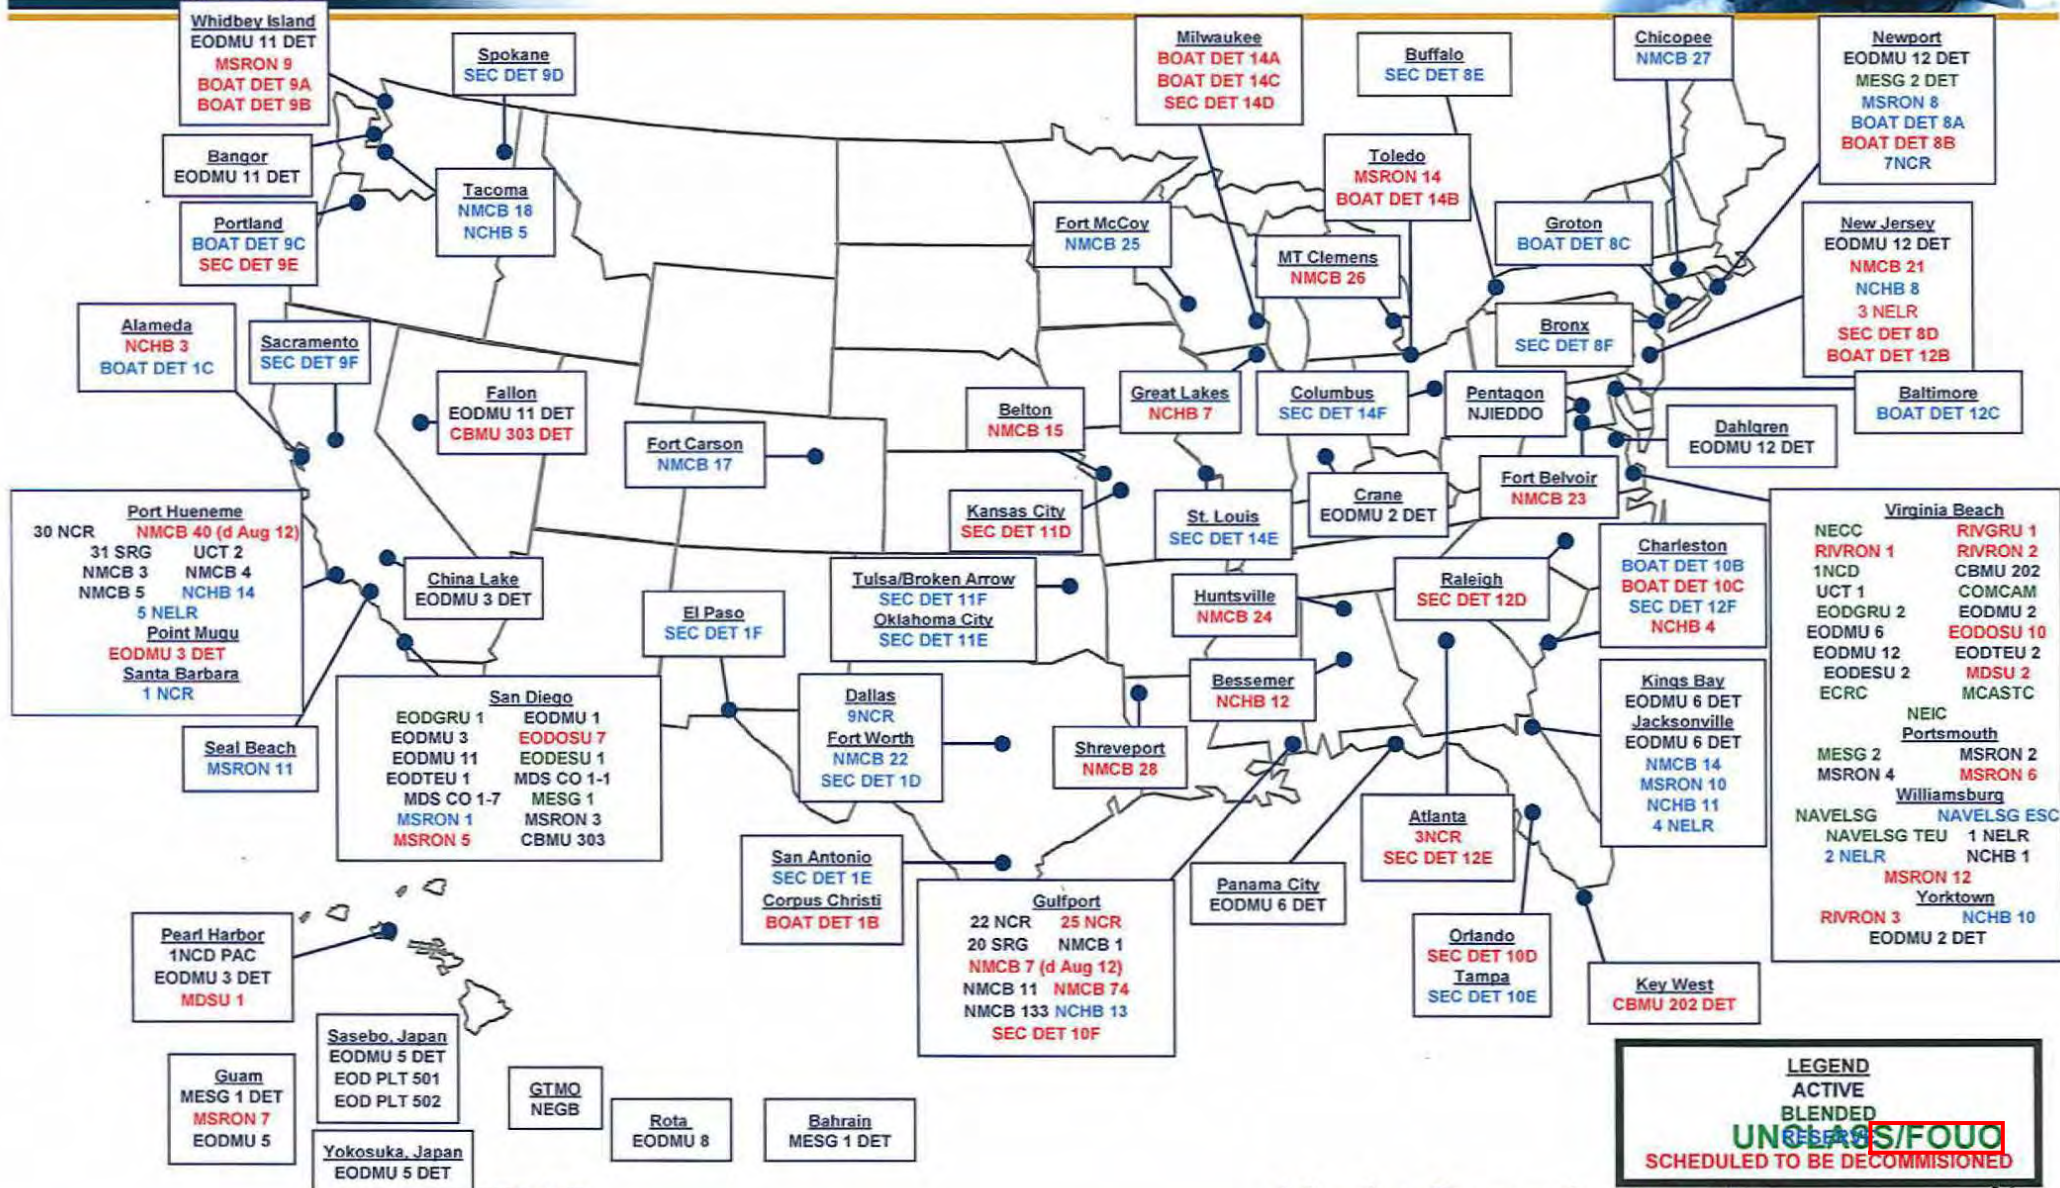 Whidbey Island
EODMU 11 DET
MSRON 9
BOAT DET 9A
BOAT DET 9B
Spokane
SEC DET 9D
Milwaukee
BOAT DET 14A
BOAT DET 14C
SEC DET 14D
Buffalo
SEC DET 8E
Chicopee
NMCB 27
Newport
EODMU 12 DET
MESG 2 DET
MSRON 8
BOAT DET 8A
BOAT DET 8B
7NCR
Bangor
EODMU 11 DET
Tacoma
NMCB 18
NCHB 5
Toledo
MSRON 14
BOAT DET 14B
Portland
BOAT DET 9C
SEC DET 9E
Fort McCoy
NMCB 25
MT Clemens
NMCB 26
Groton
BOAT DET 8C
New Jersey
EODMU 12 DET
NMCB 21
NCHB 8
3 NELR
SEC DET 8D
BOAT DET 12B
Alameda
NCHB 3
BOAT DET 1C
Sacramento
SEC DET 9F
Bronx
SEC DET 8F
Fallon
EODMU 11 DET
CBMU 303 DET
Fort Carson
NMCB 17
Belton
NMCB 15
Great Lakes
NCHB 7
Columbus
SEC DET 14F
Pentagon
NJIEDDO
Baltimore
BOAT DET 12C
Dahlgren
EODMU 12 DET
Port Hueneme
30 NCR NMCB 40 (d Aug 12)
31 SRG UCT 2
NMCB 3 NMCB 4
NMCB 5 NCHB 14
5 NELR
Point Mugu
EODMU 3 DET
Santa Barbara
1 NCR
Kansas City
SEC DET 11D
St. Louis
SEC DET 14E
Crane
EODMU 2 DET
Fort Belvoir
NMCB 23
Virginia Beach
NECC RIVGRU 1
RIVRON 1 RIVRON 2
1NCD CBMU 202
UCT 1 COMCAM
EODGRU 2 EODMU 2
EODMU 6 EODOSU 10
EODMU 12 EODTEU 2
EODESU 2 MDSU 2
ECRC MCASTC
NEIC
Portsmouth
MESG 2 MSRON 2
MSRON 4 MSRON 6
Williamsburg
NAVELSG NAVELSG ESC
NAVELSG TEU 1 NELR
2 NELR NCHB 1
MSRON 12
Yorktown
RIVRON 3 NCHB 10
EODMU 2 DET
China Lake
EODMU 3 DET
El Paso
SEC DET 1F
Tulsa/Broken Arrow
SEC DET 11F
Oklahoma City
SEC DET 11E
Huntsville
NMCB 24
Raleigh
SEC DET 12D
Charleston
BOAT DET 10B
BOAT DET 10C
SEC DET 12F
NCHB 4
Bessemer
NCHB 12
Kings Bay
EODMU 6 DET
Jacksonville
EODMU 6 DET
NMCB 14
MSRON 10
NCHB 11
4 NELR
Seal Beach
MSRON 11
San Diego
EODGRU 1 EODMU 1
EODMU 3 EODOSU 7
EODMU 11 EODESU 1
EODTEU 1 MDS CO 1-1
MDS CO 1-7 MESG 1
MSRON 1 MSRON 3
MSRON 5 CBMU 303
Dallas
9NCR
Fort Worth
NMCB 22
SEC DET 1D
Shreveport
NMCB 28
Atlanta
3NCR
SEC DET 12E
San Antonio
SEC DET 1E
Corpus Christi
BOAT DET 1B
Gulfport
22 NCR 25 NCR
20 SRG NMCB 1
NMCB 7 (d Aug 12)
NMCB 11 NMCB 74
NMCB 133 NCHB 13
SEC DET 10F
Panama City
EODMU 6 DET
Orlando
SEC DET 10D
Tampa
SEC DET 10E
Key West
CBMU 202 DET
Pearl Harbor
1NCD PAC
EODMU 3 DET
MDSU 1
Sasebo, Japan
EODMU 5 DET
EOD PLT 501
EOD PLT 502
Guam
MESG 1 DET
MSRON 7
EODMU 5
Yokosuka, Japan
EODMU 5 DET
GTMO
NEGB
Rota
EODMU 8
Bahrain
MESG 1 DET
LEGEND
ACTIVE
BLENDED
RESERVE
UNCLASS/FOUO
SCHEDULED TO BE DECOMMISIONED